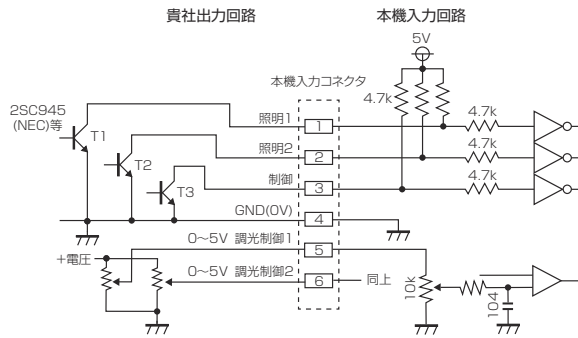 貴社出力回路
本機入力回路
5V
本機入力コネクタ
4.7k
2SC945
(NEC)等
T1
照明1
1
4.7k
T2
照明2
2
4.7k
T3
制御
3
4.7k
GND(0V)
4
0～5V 調光制御1
5
+電圧
0～5V 調光制御2
6
同上
10k
104